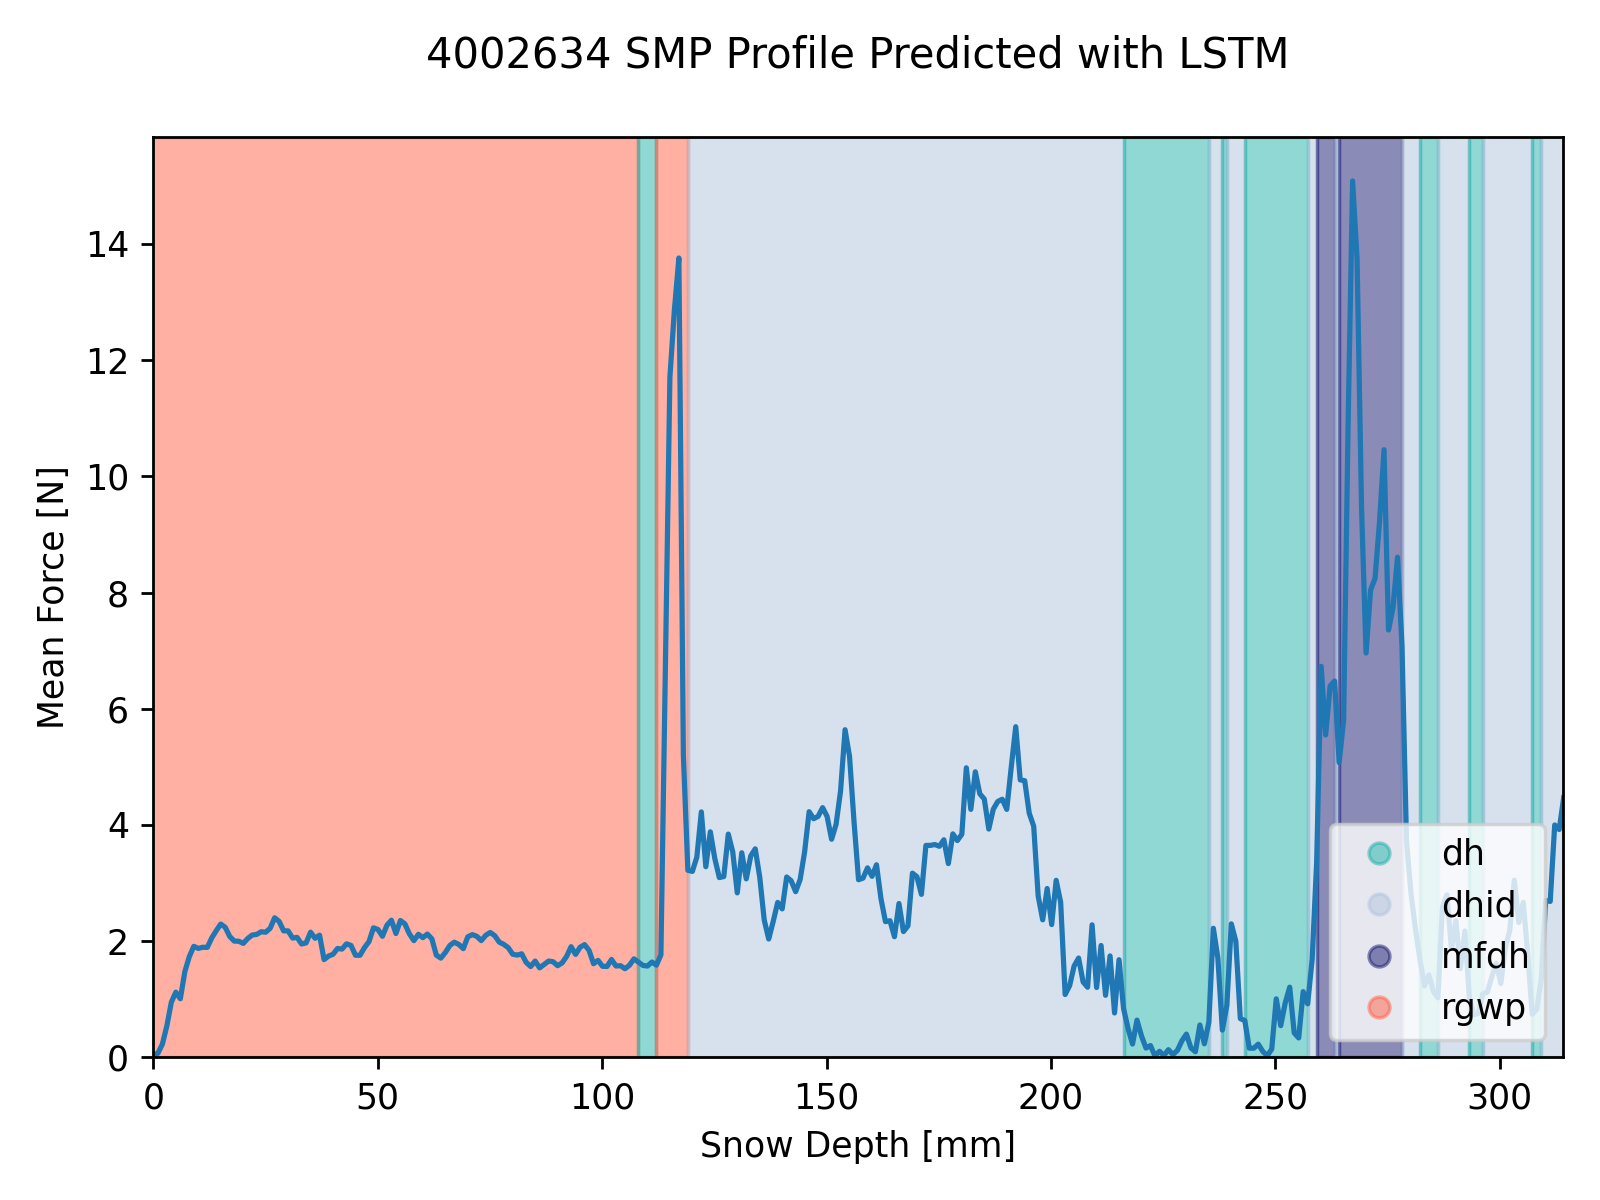 4002634 SMP Profile Predicted with LSTM
14
12
10
8
6
4
2
0
Mean Force [N]
0 50 100 150 200 250 300
Snow Depth [mm]
dh
dhid
mfdh
rgwp